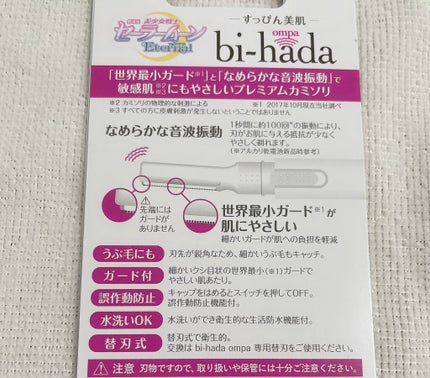 劇場版 美少女戦士
セーラームーン
Eternal
―すっぴん美肌―
ompa
bi-hada
「世界最小ガード※1」と「なめらかな音波振動」で
敏感肌※2※3にもやさしいプレミアムカミソリ
※2 カミソリの物理的な刺激による ※1 2017年10月現在当社調べ
※3 すべての方に皮膚刺激が発生しないということではありません
なめらかな音波振動
1秒間に約100回*の振動により、
刃がお肌に与える抵抗が少なく
やさしく剃れます。
(※アルカリ乾電池新品時参考)
⚠
先端には
ガードが
ありません
世界最小ガード※1が
肌にやさしい
細かいガードが肌への負担を軽減
うぶ毛にも 刃先が鋭角なため、細かいうぶ毛もキャッチ。
ガード付 細かいクシ目状の世界最小(※1)ガードで
やさしい肌あたり。
誤作動防止 キャップをはめるとスイッチを押してOFF。
誤作動防止機能付。
水洗いOK 水洗いができ衛生的な生活防水機能付。
替刃式 替刃式で衛生的。
交換は bi-hada ompa 専用替刃をご使用ください。
⚠ 注意 刃物ですので、取り扱いや保管には十分ご注意ください。